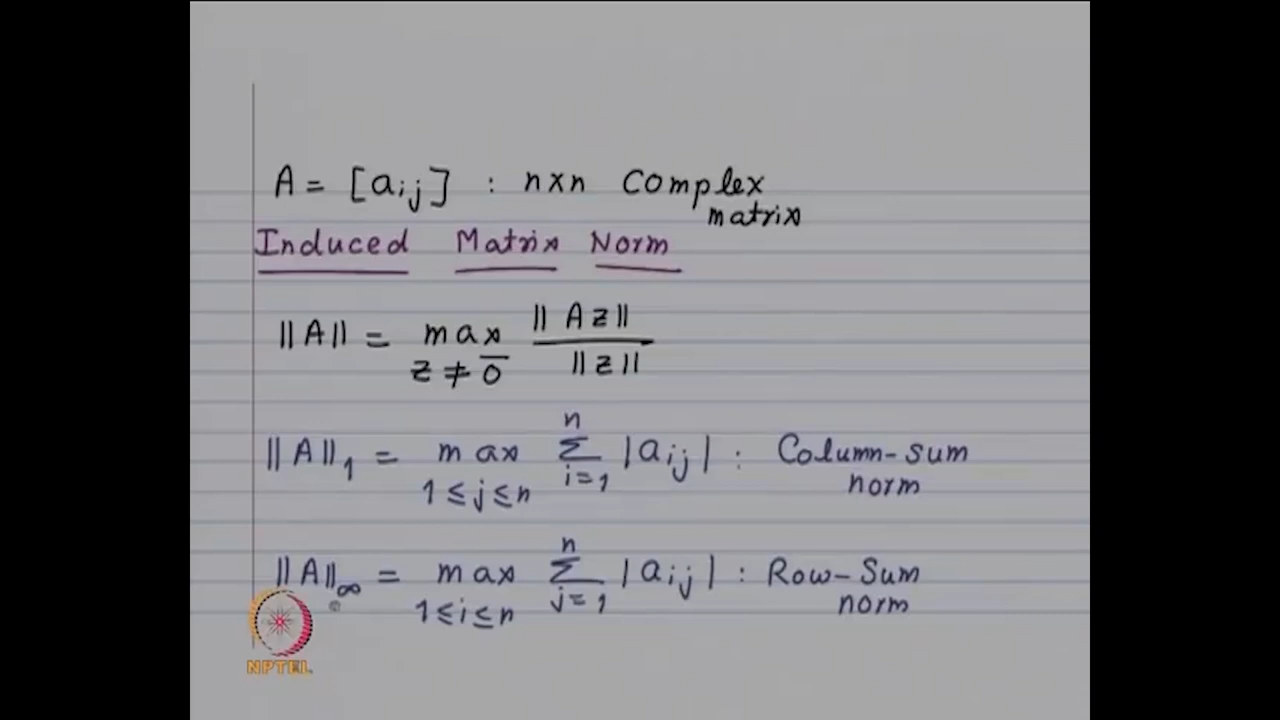 A = [aij] : n×n Complex matrix
Induced Matrix Norm
||A|| = max z≠0̄ ||Az|| / ||z||
||A||₁ = max 1≤j≤n Σ i=1 n |aij| : Column-sum norm
||A||∞ = max 1≤i≤n Σ j=1 n |aij| : Row-Sum norm
NPTEL